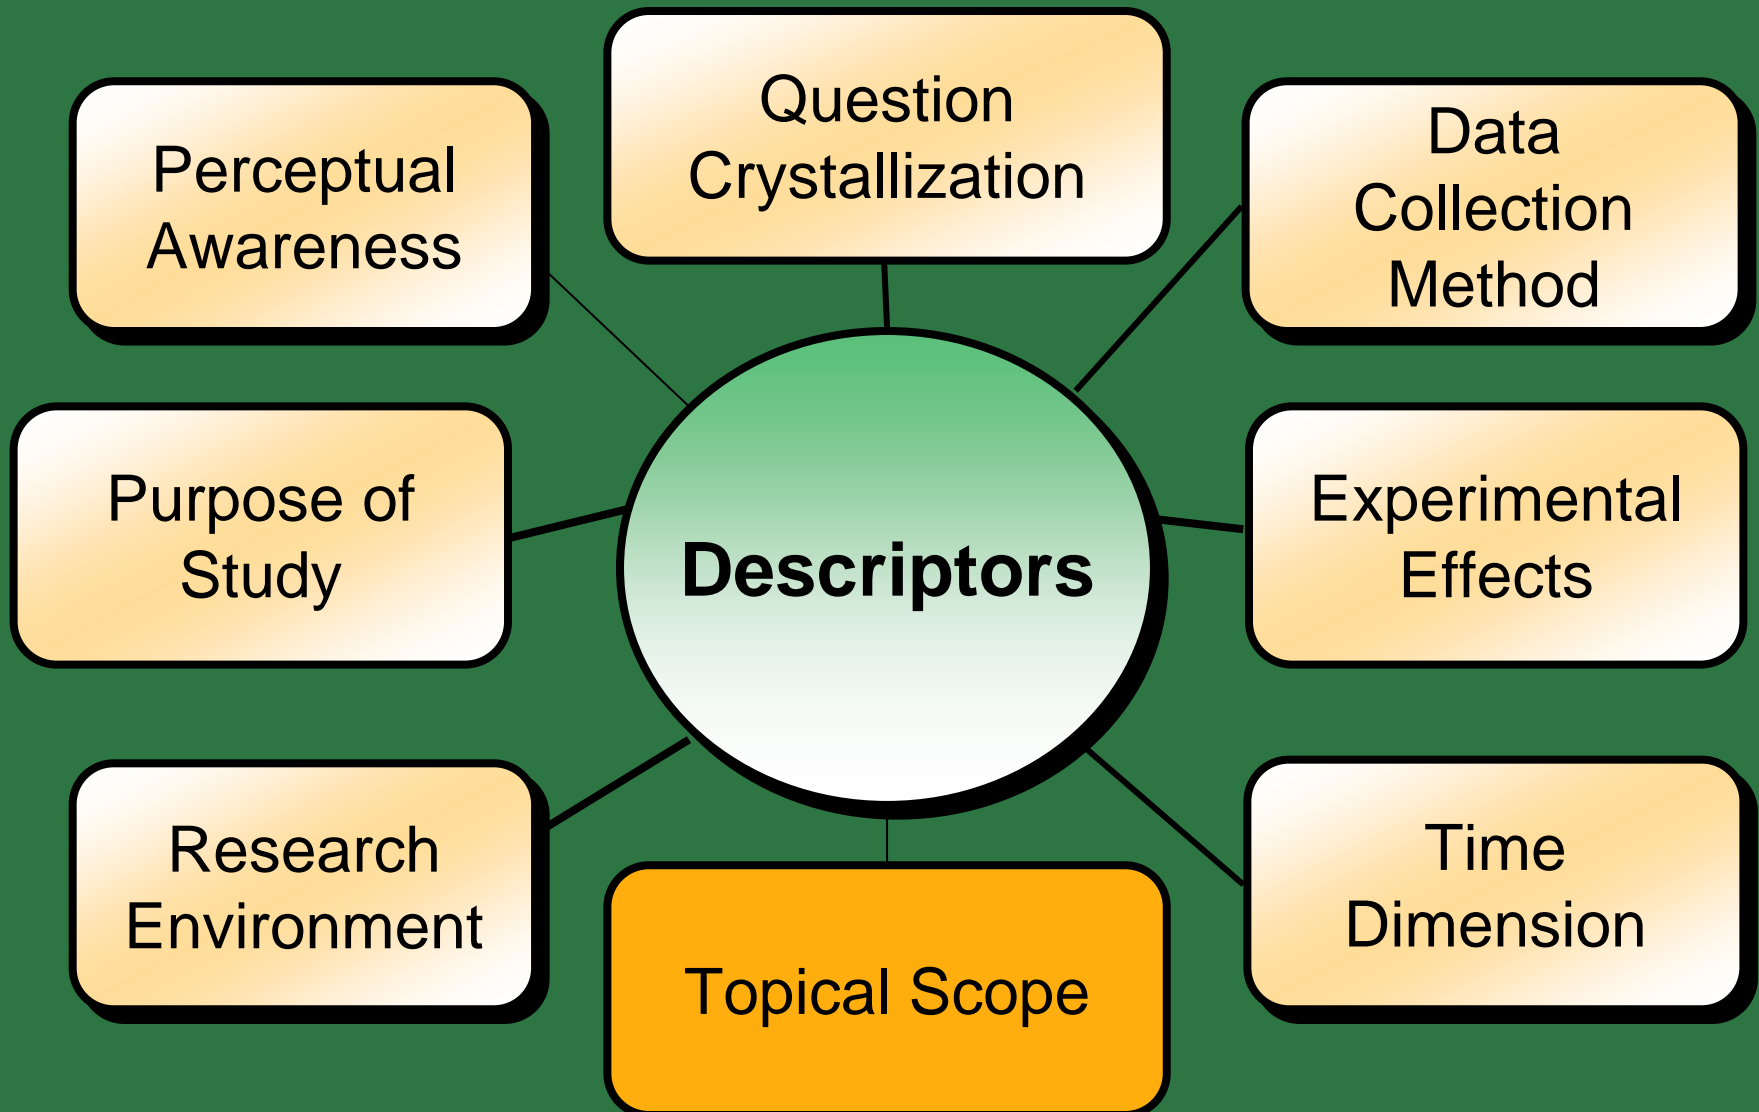 Question
Crystallization
Perceptual
Awareness
Data
Collection
Method
Purpose of
Study
Descriptors
Experimental
Effects
Research
Environment
Topical Scope
Time
Dimension